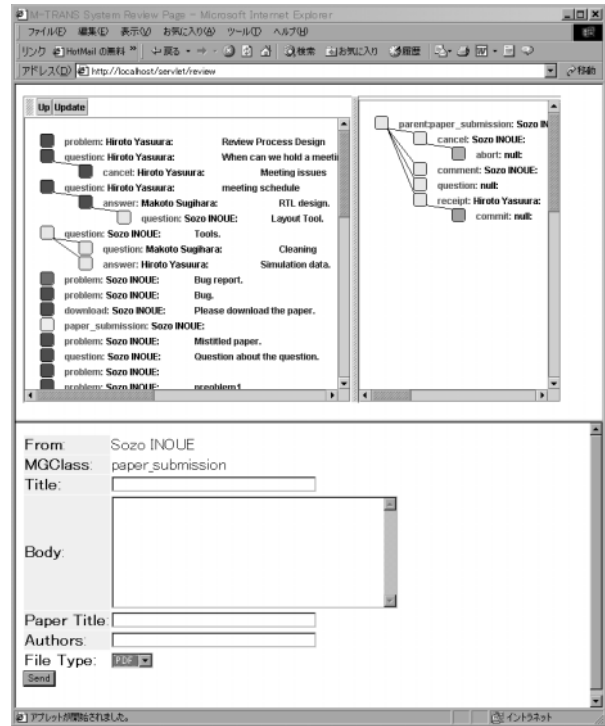 M-TRANS System Review Page - Microsoft Internet Explorer
ファイル(F) 編集(E) 表示(V) お気に入り(A) ツール(T) ヘルプ(H)
リンク HotMail の無料 » 戻る 検索 お気に入り 履歴
アドレス(D) http://localhost/servlet/review 移動
Up Update
problem: Hiroto Yasuura: Review Process Design
question: Hiroto Yasuura: When can we hold a meeti
cancel: Hiroto Yasuura: Meeting issues
question: Hiroto Yasuura: meeting schedule
answer: Makoto Sugihara: RTL design.
question: Sozo INOUE: Layout Tool.
question: Sozo INOUE: Tools.
question: Makoto Sugihara: Cleaning
answer: Hiroto Yasuura: Simulation data.
problem: Sozo INOUE: Bug report.
problem: Sozo INOUE: Bug.
download: Sozo INOUE: Please download the paper.
paper_submission: Sozo INOUE:
problem: Sozo INOUE: Mistitled paper.
question: Sozo INOUE: Question about the question.
problem: Sozo INOUE:
problem: Sozo INOUE: preoblem1
parent:paper_submission: Sozo IN
cancel: Sozo INOUE:
abort: null:
comment: Sozo INOUE:
question: null:
receipt: Hiroto Yasuura:
commit: null:
From: Sozo INOUE
MGClass: paper_submission
Title:
Body:
Paper Title:
Authors:
File Type: PDF
Send
アプレットが開始されました。 イントラネット